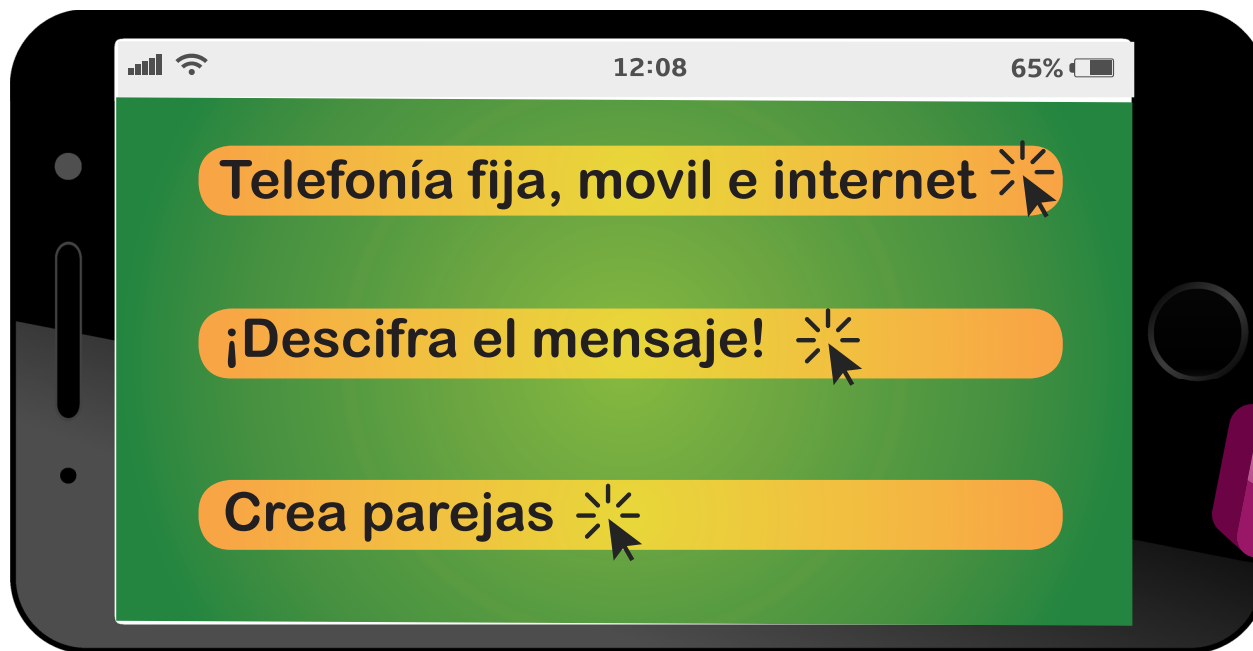 12:08
65%
Telefonía fija, movil e internet
¡Descifra el mensaje!
Crea parejas